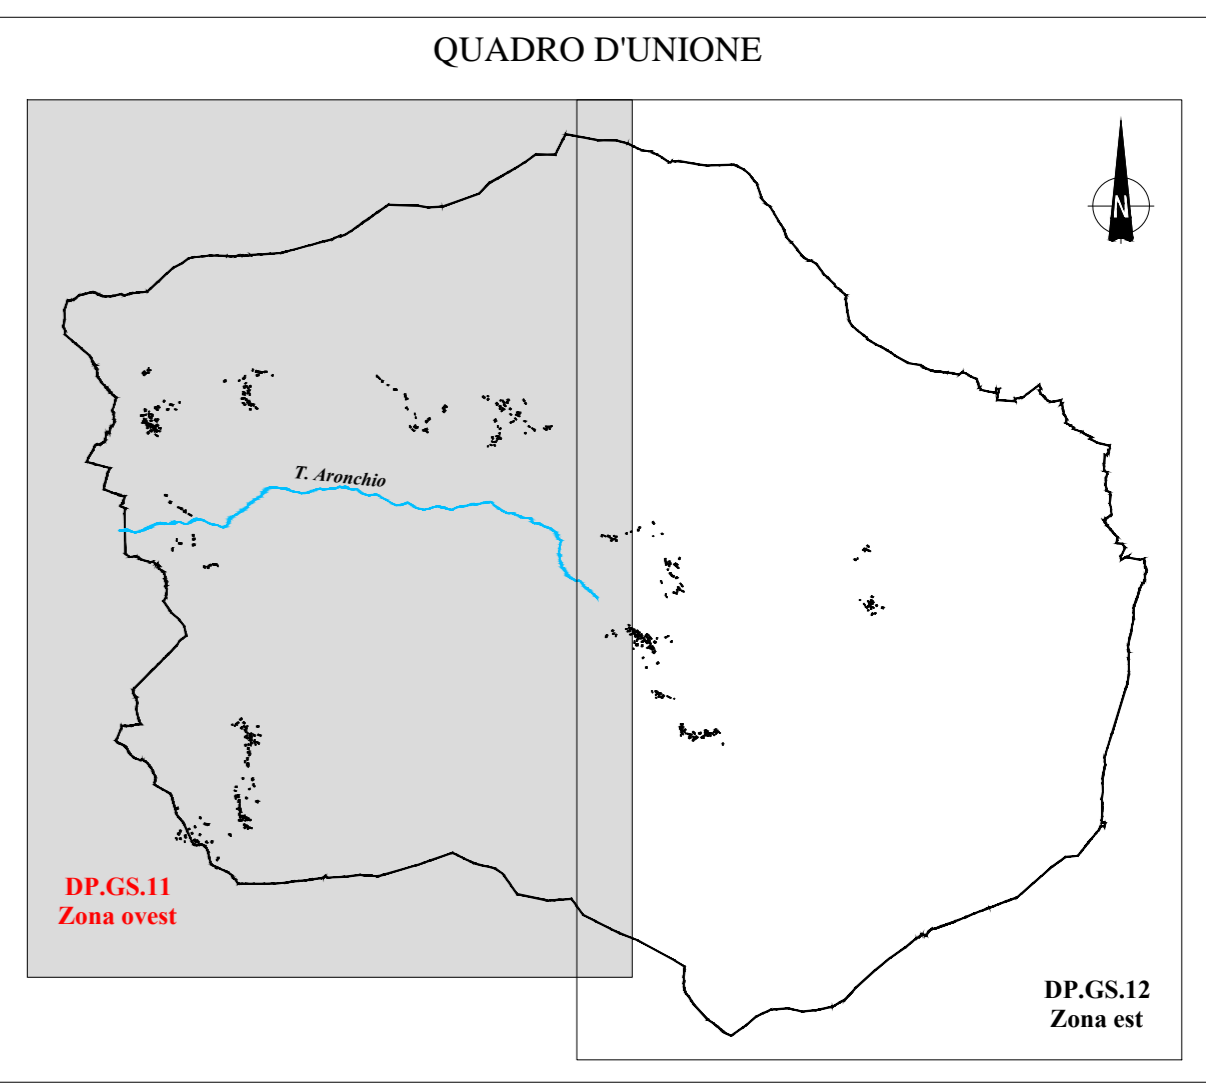 QUADRO D'UNIONE
N
T. Aronchio
DP.GS.11
Zona ovest
DP.GS.12
Zona est